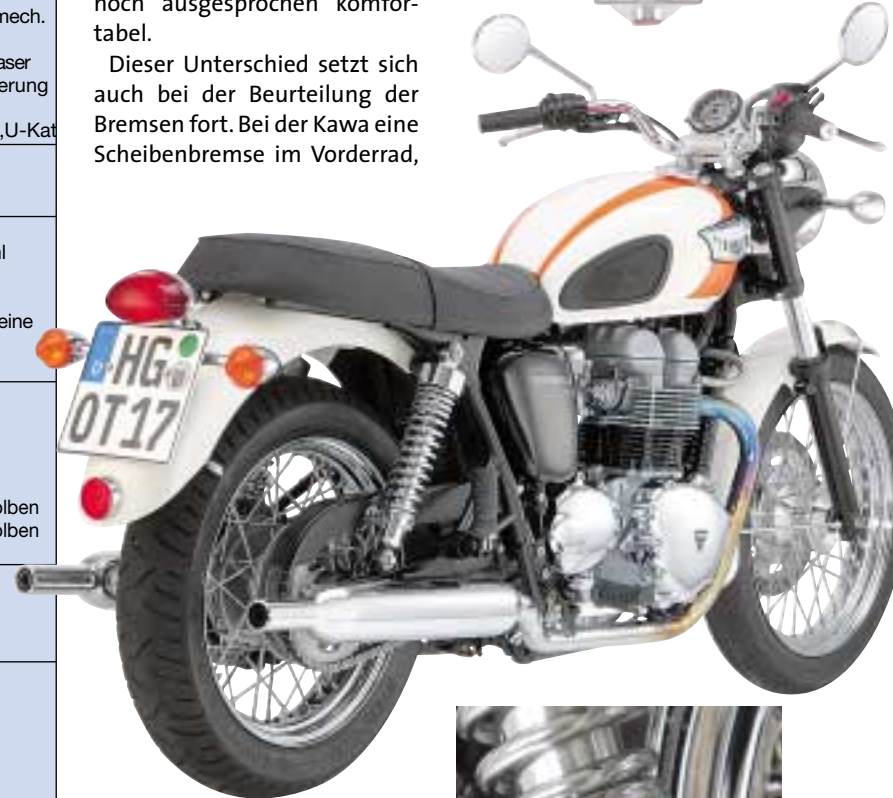 mech.
aser
erung
,U-Kat
l
eine
olben
olben
noch ausgesprochen komfor-
tabel.
Dieser Unterschied setzt sich
auch bei der Beurteilung der
Bremsen fort. Bei der Kawa eine
Scheibenbremse im Vorderrad,
HG
OT17